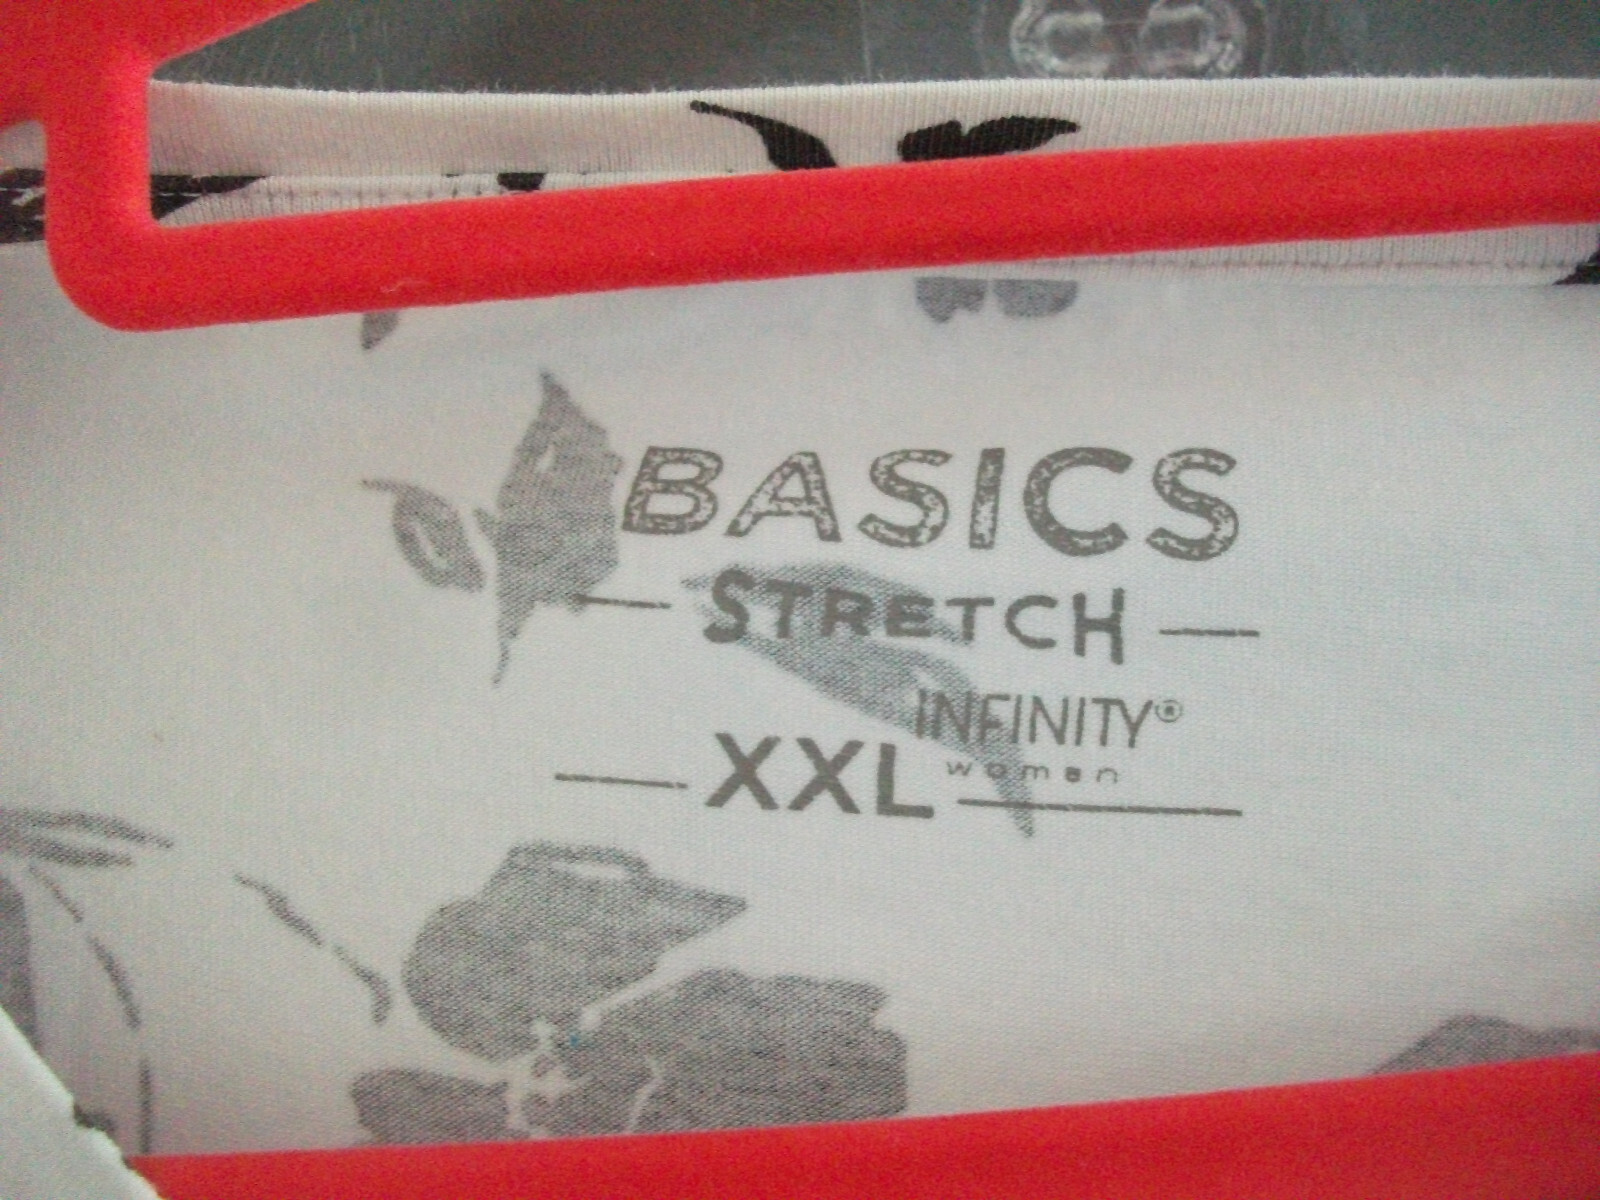 BASICS
STRETCH
INFINITY®
woman
XXL